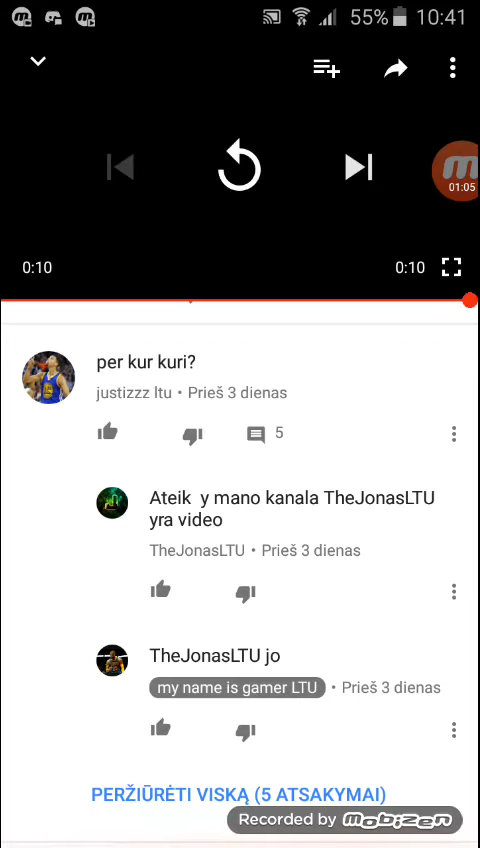 55% 10:41
01:05
0:10 0:10
per kur kuri?
justizzz ltu • Prieš 3 dienas
5
Ateik y mano kanala TheJonasLTU
yra video
TheJonasLTU • Prieš 3 dienas
TheJonasLTU jo
my name is gamer LTU • Prieš 3 dienas
PERŽIŪRĖTI VISKĄ (5 ATSAKYMAI)
Recorded by mobizen